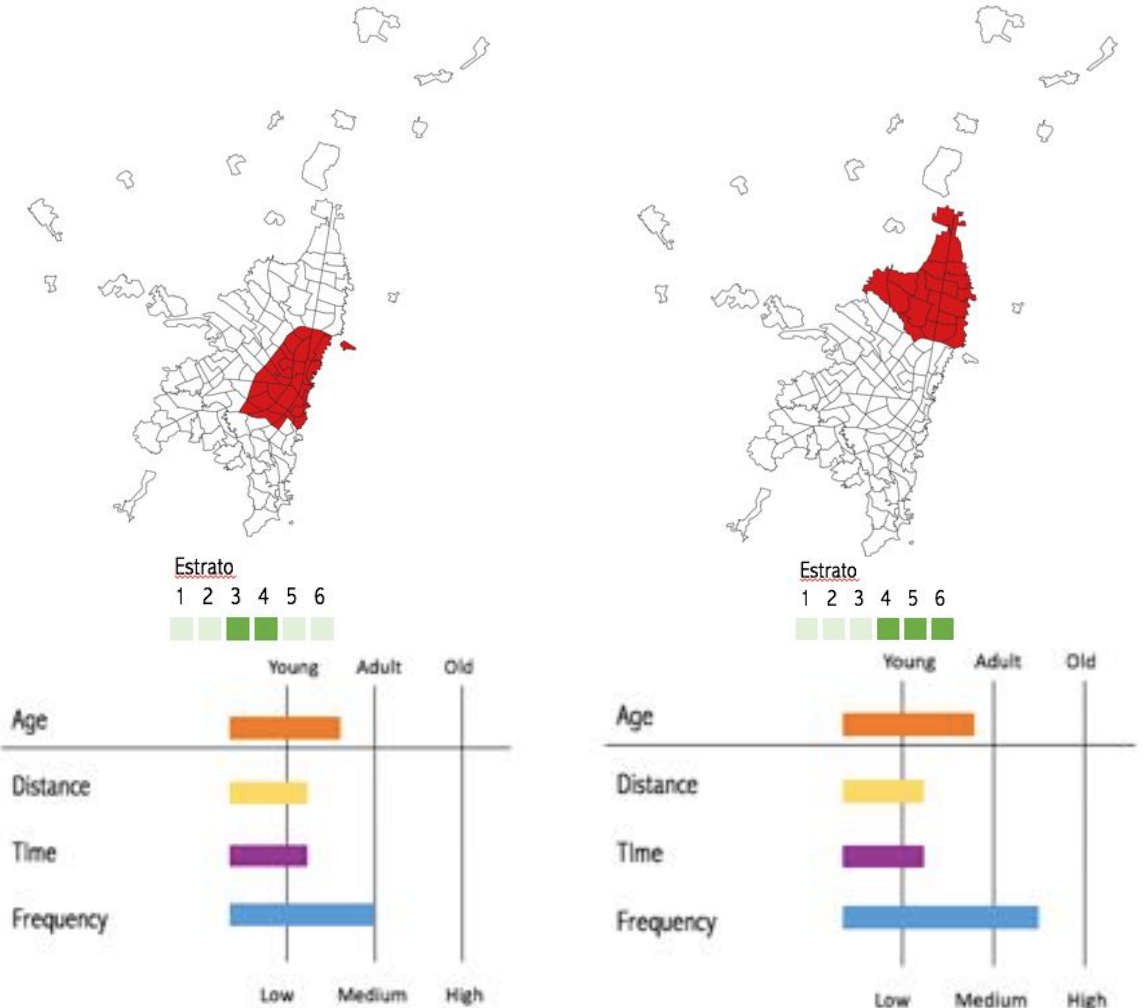 Estrato
1 2 3 4 5 6
Young Adult Old
Age
Distance
TIme
Frequency
Low Medium High
Estrato
1 2 3 4 5 6
Young Adult Old
Age
Distance
TIme
Frequency
Low Medium High